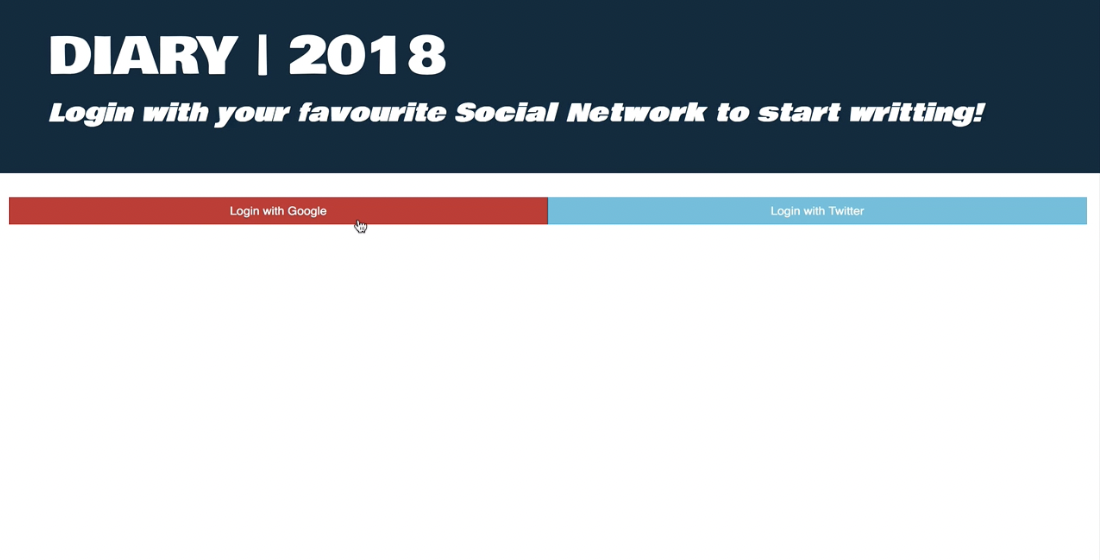 DIARY | 2018
Login with your favourite Social Network to start writting!
Login with Google
Login with Twitter